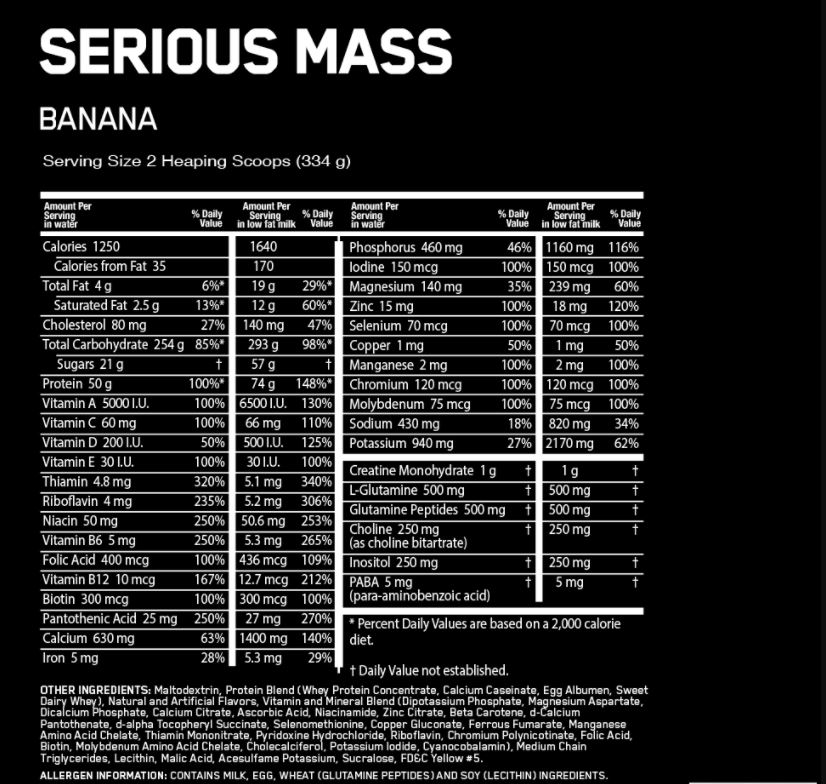 SERIOUS MASS
BANANA
Serving Size 2 Heaping Scoops (334 g)
Amount Per Serving in water % Daily Value Amount Per Serving in low fat milk % Daily Value
Calories 1250 1640
Calories from Fat 35 170
Total Fat 4 g 6%* 19 g 29%*
Saturated Fat 2.5 g 13%* 12 g 60%*
Cholesterol 80 mg 27% 140 mg 47%
Total Carbohydrate 254 g 85%* 293 g 98%*
Sugars 21 g † 57 g †
Protein 50 g 100%* 74 g 148%*
Vitamin A 5000 I.U. 100% 6500 I.U. 130%
Vitamin C 60 mg 100% 66 mg 110%
Vitamin D 200 I.U. 50% 500 I.U. 125%
Vitamin E 30 I.U. 100% 30 I.U. 100%
Thiamin 4.8 mg 320% 5.1 mg 340%
Riboflavin 4 mg 235% 5.2 mg 306%
Niacin 50 mg 250% 50.6 mg 253%
Vitamin B6 5 mg 250% 5.3 mg 265%
Folic Acid 400 mcg 100% 436 mcg 109%
Vitamin B12 10 mcg 167% 12.7 mcg 212%
Biotin 300 mcg 100% 300 mcg 100%
Pantothenic Acid 25 mg 250% 27 mg 270%
Calcium 630 mg 63% 1400 mg 140%
Iron 5 mg 28% 5.3 mg 29%
Amount Per Serving in water % Daily Value Amount Per Serving in low fat milk % Daily Value
Phosphorus 460 mg 46% 1160 mg 116%
Iodine 150 mcg 100% 150 mcg 100%
Magnesium 140 mg 35% 239 mg 60%
Zinc 15 mg 100% 18 mg 120%
Selenium 70 mcg 100% 70 mcg 100%
Copper 1 mg 50% 1 mg 50%
Manganese 2 mg 100% 2 mg 100%
Chromium 120 mcg 100% 120 mcg 100%
Molybdenum 75 mcg 100% 75 mcg 100%
Sodium 430 mg 18% 820 mg 34%
Potassium 940 mg 27% 2170 mg 62%
Creatine Monohydrate 1 g † 1 g †
L-Glutamine 500 mg † 500 mg †
Glutamine Peptides 500 mg † 500 mg †
Choline 250 mg † 250 mg †
(as choline bitartrate)
Inositol 250 mg † 250 mg †
PABA 5 mg † 5 mg †
(para-aminobenzoic acid)
* Percent Daily Values are based on a 2,000 calorie
diet.
† Daily Value not established.
OTHER INGREDIENTS: Maltodextrin, Protein Blend (Whey Protein Concentrate, Calcium Caseinate, Egg Albumen, Sweet
Dairy Whey), Natural and Artificial Flavors, Vitamin and Mineral Blend (Dipotassium Phosphate, Magnesium Aspartate,
Dicalcium Phosphate, Calcium Citrate, Ascorbic Acid, Niacinamide, Zinc Citrate, Beta Carotene, d-Calcium
Pantothenate, d-alpha Tocopheryl Succinate, Selenomethionine, Copper Gluconate, Ferrous Fumarate, Manganese
Amino Acid Chelate, Thiamin Mononitrate, Pyridoxine Hydrochloride, Riboflavin, Chromium Polynicotinate, Folic Acid,
Biotin, Molybdenum Amino Acid Chelate, Cholecalciferol, Potassium Iodide, Cyanocobalamin), Medium Chain
Triglycerides, Lecithin, Malic Acid, Acesulfame Potassium, Sucralose, FD&C Yellow #5.
ALLERGEN INFORMATION: CONTAINS MILK, EGG, WHEAT (GLUTAMINE PEPTIDES) AND SOY (LECITHIN) INGREDIENTS.